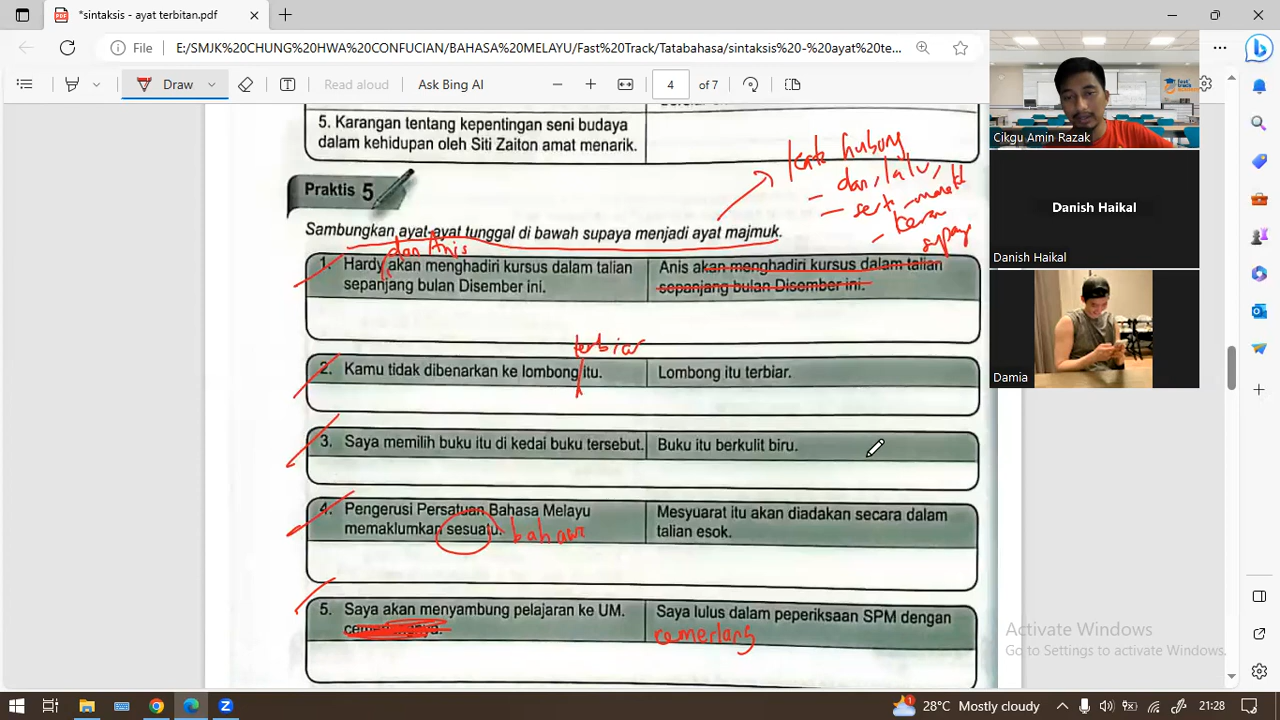 *sintaksis - ayat terbitan.pdf
File
E:/SMJK%20CHUNG%20HWA%20CONFUCIAN/BAHASA%20MELAYU/Fast%20Track/Tatabahasa/sintaksis%20-%20ayat%20te...
Draw
Read aloud
Ask Bing AI
4 of 7
5. Karangan tentang kepentingan seni budaya
dalam kehidupan oleh Siti Zaiton amat menarik.
Cikgu Amin Razak
Danish Haikal
Danish Haikal
Damia
kata hubung
- dan, lalu,
- serta
- kerana
supaya
Praktis 5
Sambungkan ayat-ayat tunggal di bawah supaya menjadi ayat majmuk.
dan Anis
1. Hardy akan menghadiri kursus dalam talian
sepanjang bulan Disember ini.
Anis akan menghadiri kursus dalam talian
sepanjang bulan Disember ini.
terbiar
2. Kamu tidak dibenarkan ke lombong itu.
Lombong itu terbiar.
3. Saya memilih buku itu di kedai buku tersebut.
Buku itu berkulit biru.
4. Pengerusi Persatuan Bahasa Melayu
memaklumkan sesuatu.
bahawa
Mesyuarat itu akan diadakan secara dalam
talian esok.
5. Saya akan menyambung pelajaran ke UM.
Saya lulus dalam peperiksaan SPM dengan
cemerlang
Activate Windows
Go to Settings to activate Windows.
28°C Mostly cloudy
21:28